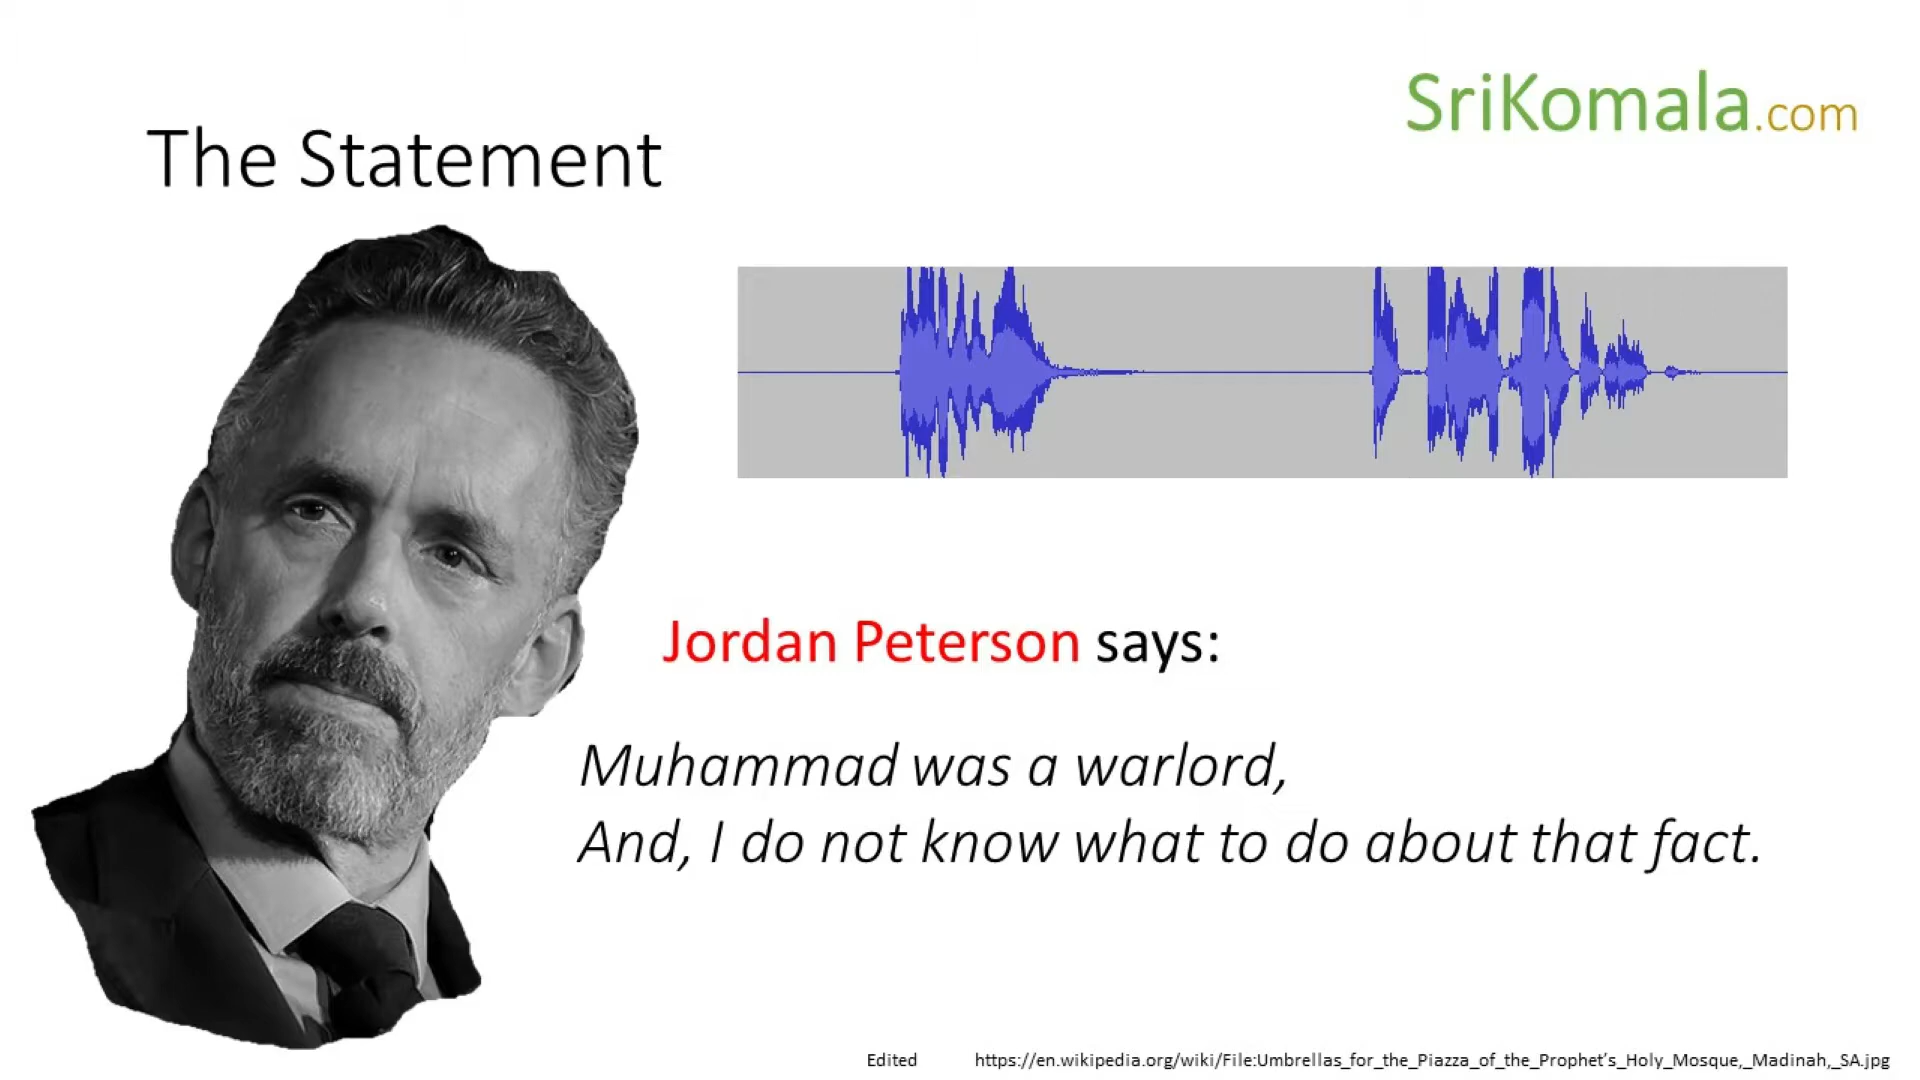 SriKomala.com
The Statement
Jordan Peterson says:
Muhammad was a warlord,
And, I do not know what to do about that fact.
Edited https://en.wikipedia.org/wiki/File:Umbrellas_for_the_Piazza_of_the_Prophet’s_Holy_Mosque,_Madinah,_SA.jpg